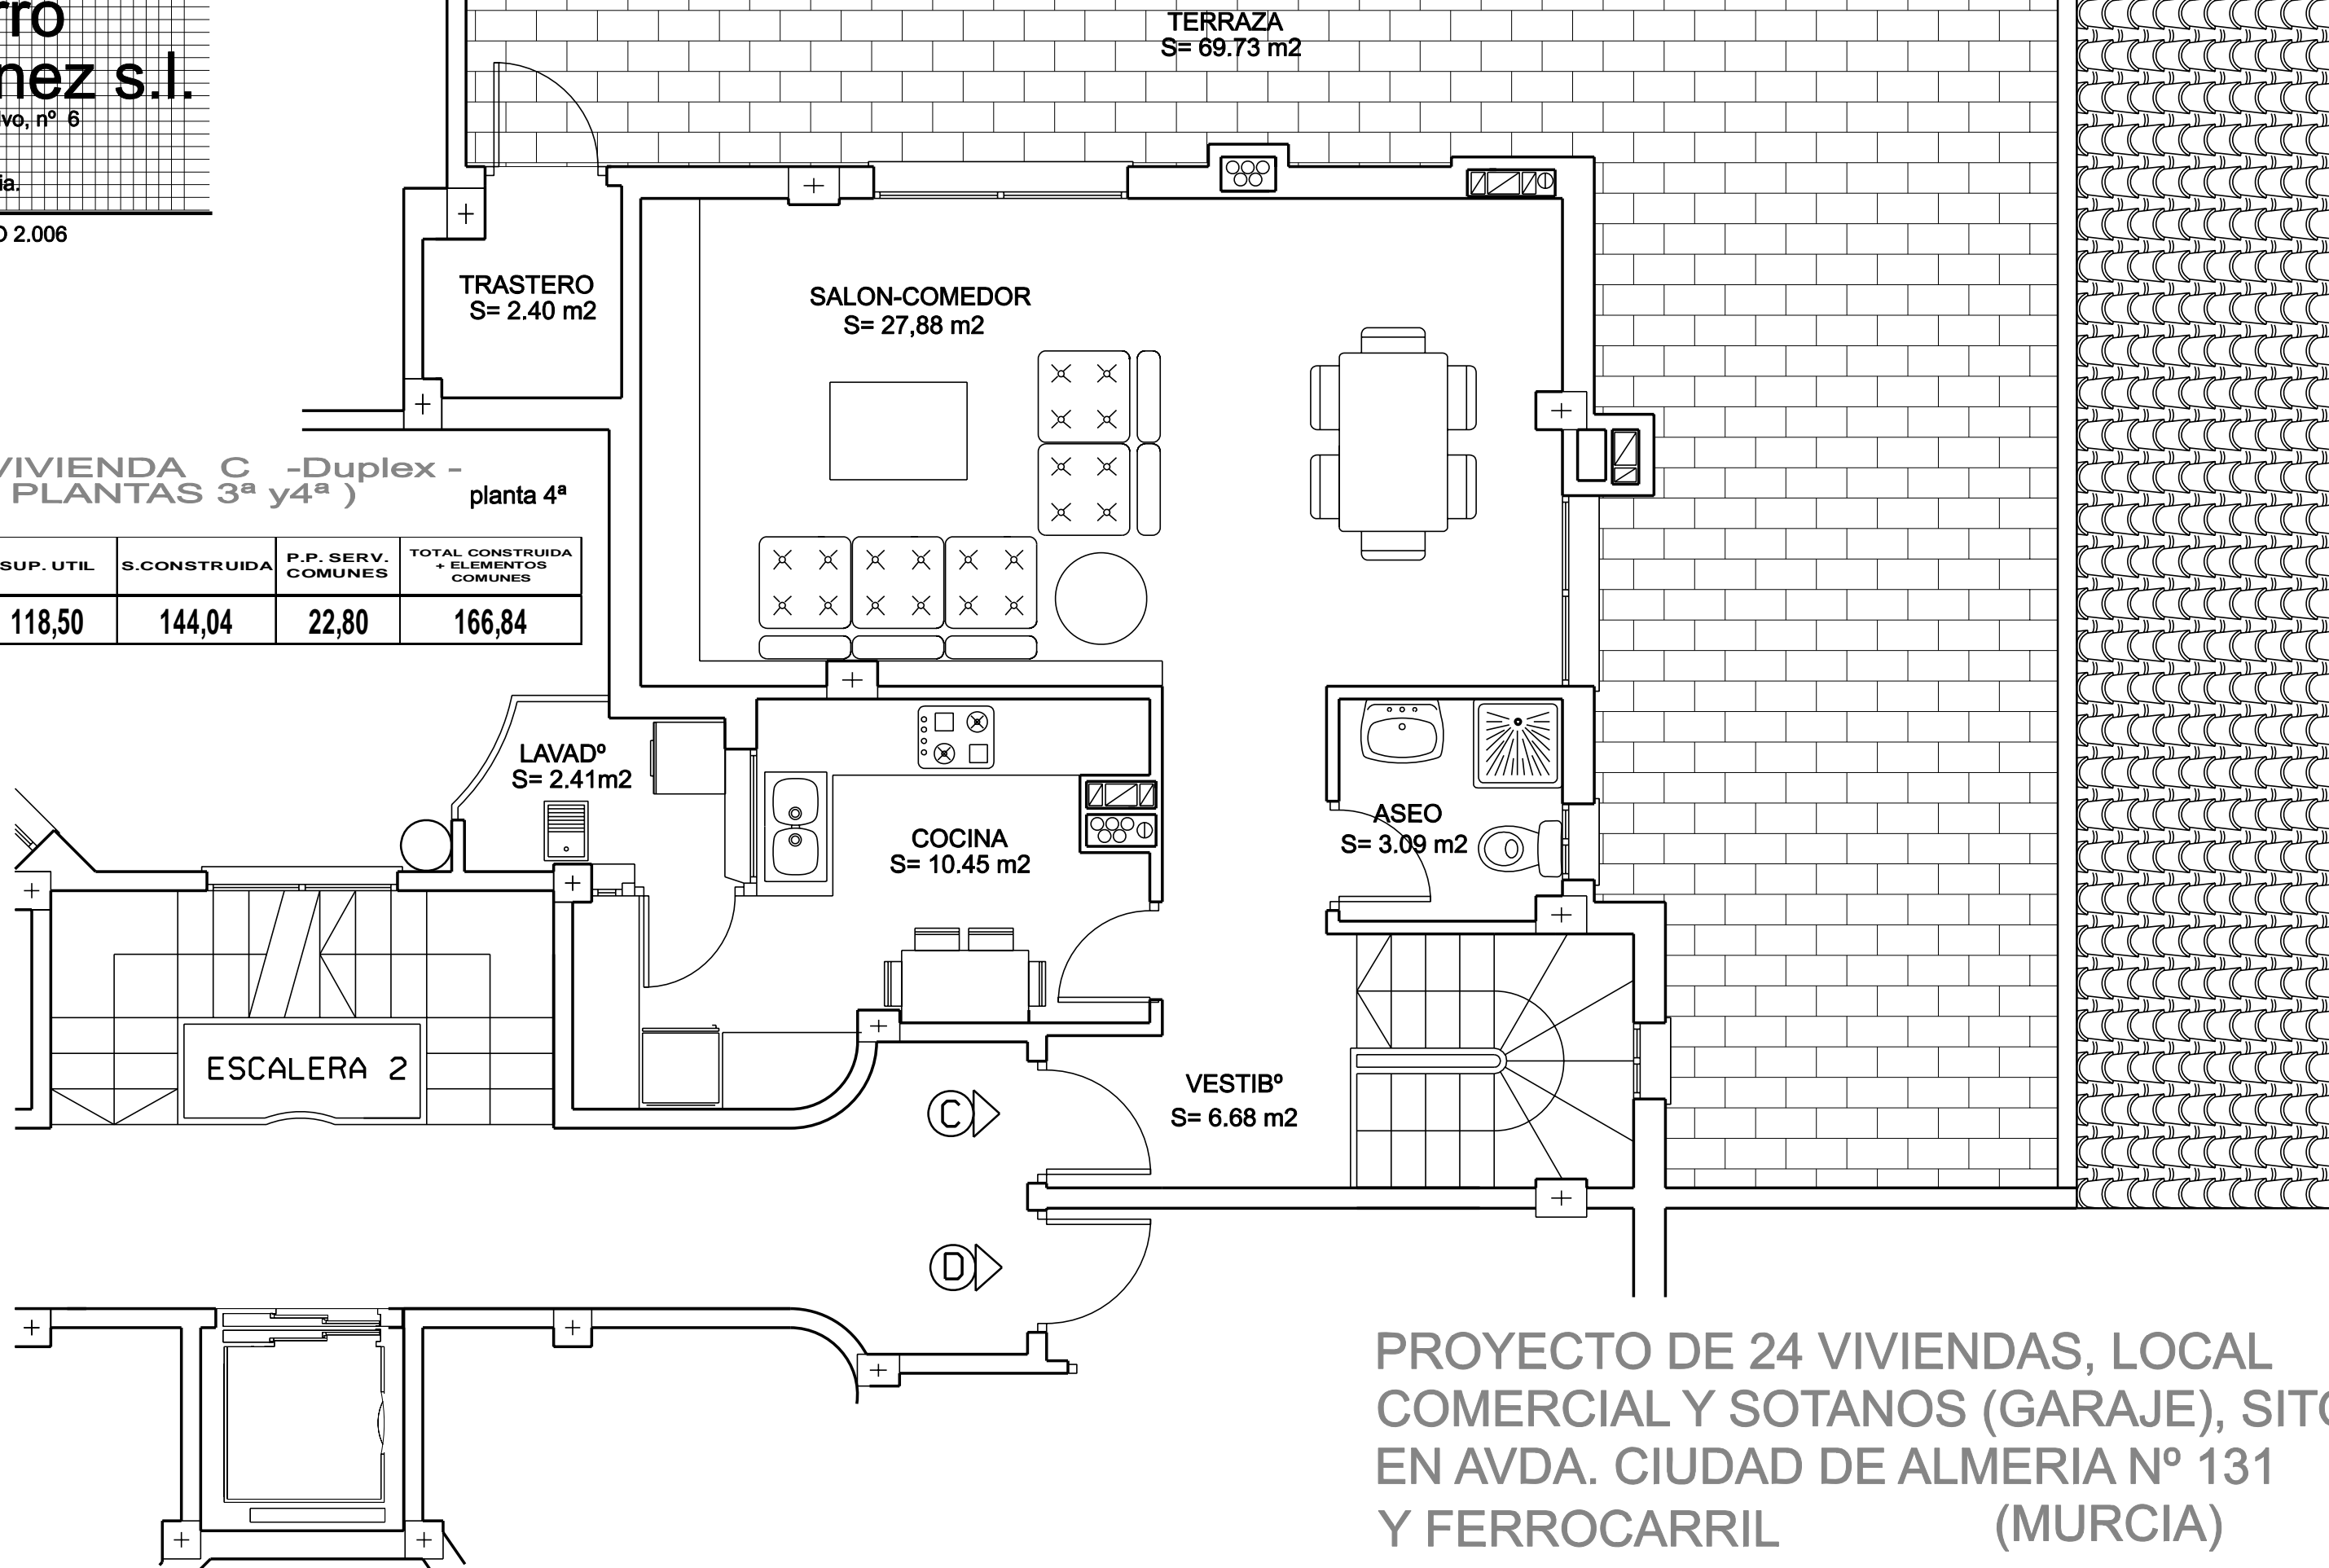 TERRAZA
S= 69.73 m2
s.l.
nº 6
2.006
TRASTERO
S= 2.40 m2
SALON-COMEDOR
S= 27,88 m2
VIVIENDA C -Duplex -
PLANTAS 3ª y4ª )
planta 4ª
SUP. UTIL
S.CONSTRUIDA
P.P. SERV.
COMUNES
TOTAL CONSTRUIDA
+ ELEMENTOS
COMUNES
118,50
144,04
22,80
166,84
LAVADº
S= 2.41m2
COCINA
S= 10.45 m2
ASEO
S= 3.09 m2
ESCALERA 2
C
VESTIBº
S= 6.68 m2
D
PROYECTO DE 24 VIVIENDAS, LOCAL
COMERCIAL Y SOTANOS (GARAJE), SITO
EN AVDA. CIUDAD DE ALMERIA Nº 131
Y FERROCARRIL (MURCIA)